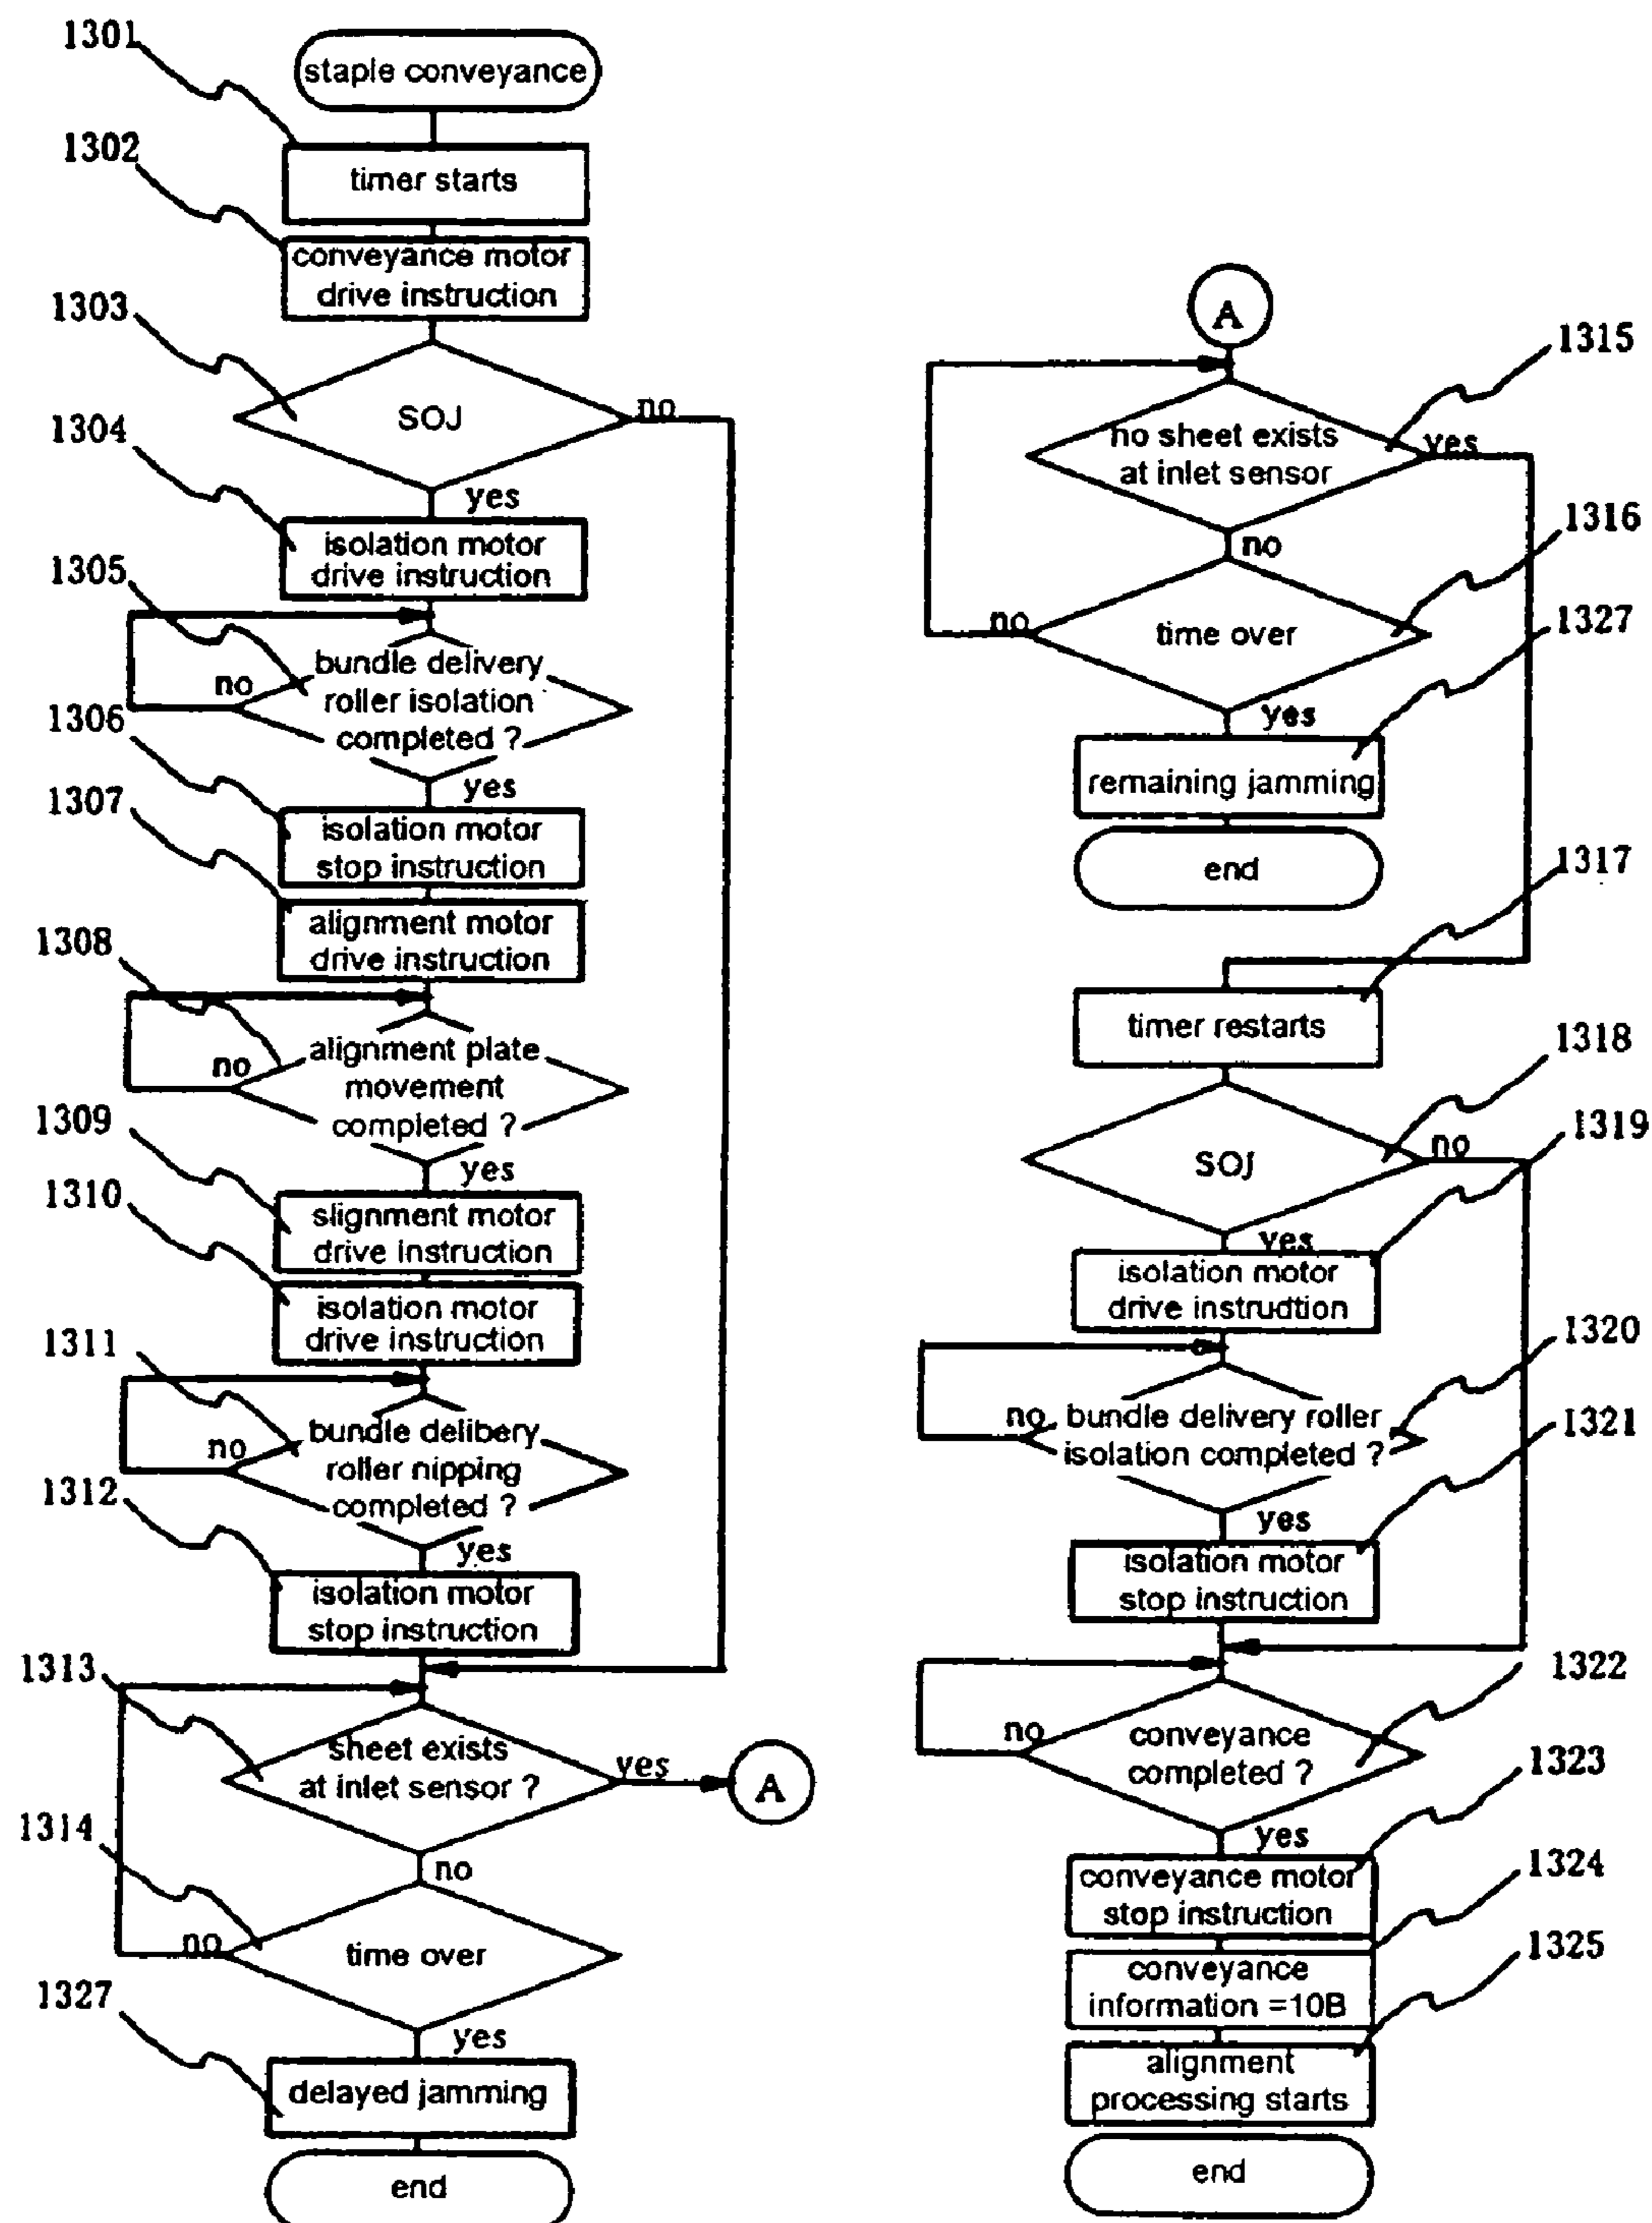 1301
staple conveyance
timer starts
1302
conveyance motor
drive instruction
1303
SOJ
no
yes
1304
isolation motor
drive instruction
1305
bundle delivery
roller isolation
completed ?
no
yes
1306
isolation motor
stop instruction
1307
alignment motor
drive instruction
1308
alignment plate
movement
completed ?
no
yes
1309
slignment motor
drive instruction
1310
isolation motor
drive instruction
1311
bundle delibery
roller nipping
completed ?
no
yes
1312
isolation motor
stop instruction
1313
sheet exists
at inlet sensor ?
yes
A
no
1314
time over
no
yes
1327
delayed jamming
end
A
1315
no sheet exists
at inlet sensor
yes
no
1316
time over
no
yes
1327
remaining jamming
end
1317
timer restarts
1318
SOJ
no
yes
1319
isolation motor
drive instrudtion
1320
bundle delivery roller
isolation completed ?
no
yes
1321
isolation motor
stop instruction
1322
conveyance
completed ?
no
yes
1323
conveyance motor
stop instruction
1324
conveyance
information =10B
1325
alignment
processing starts
end